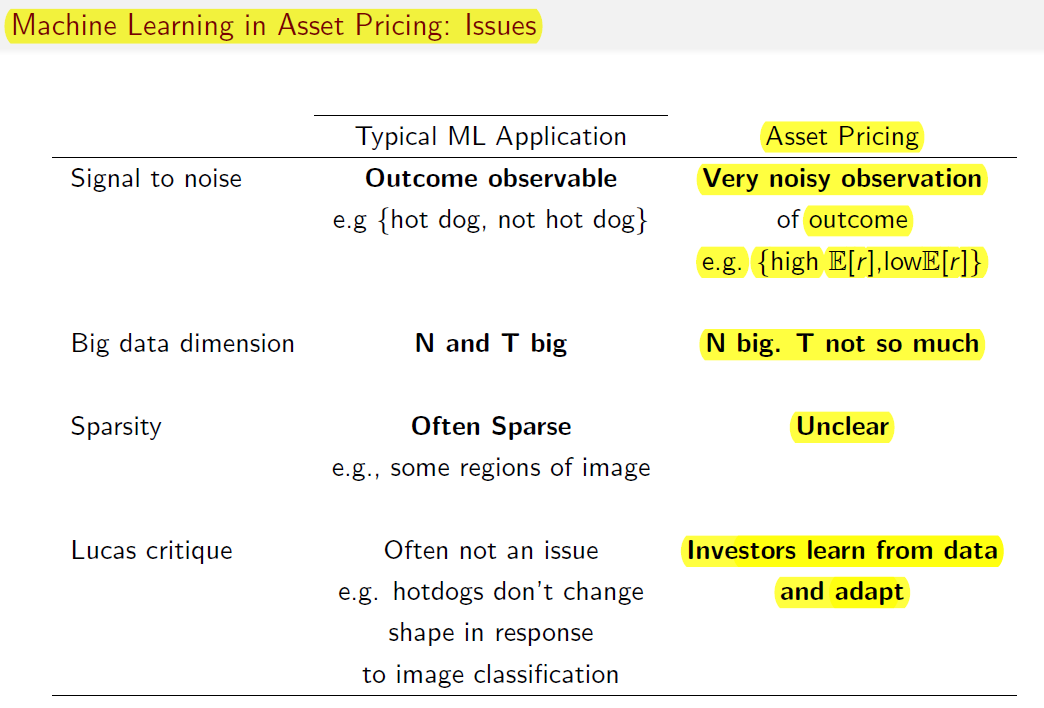 Machine Learning in Asset Pricing: Issues
Typical ML Application Asset Pricing
Signal to noise Outcome observable Very noisy observation
e.g {hot dog, not hot dog} of outcome
e.g. {high 𝔼[r],low𝔼[r]}
Big data dimension N and T big N big. T not so much
Sparsity Often Sparse Unclear
e.g., some regions of image
Lucas critique Often not an issue Investors learn from data
e.g. hotdogs don't change and adapt
shape in response
to image classification